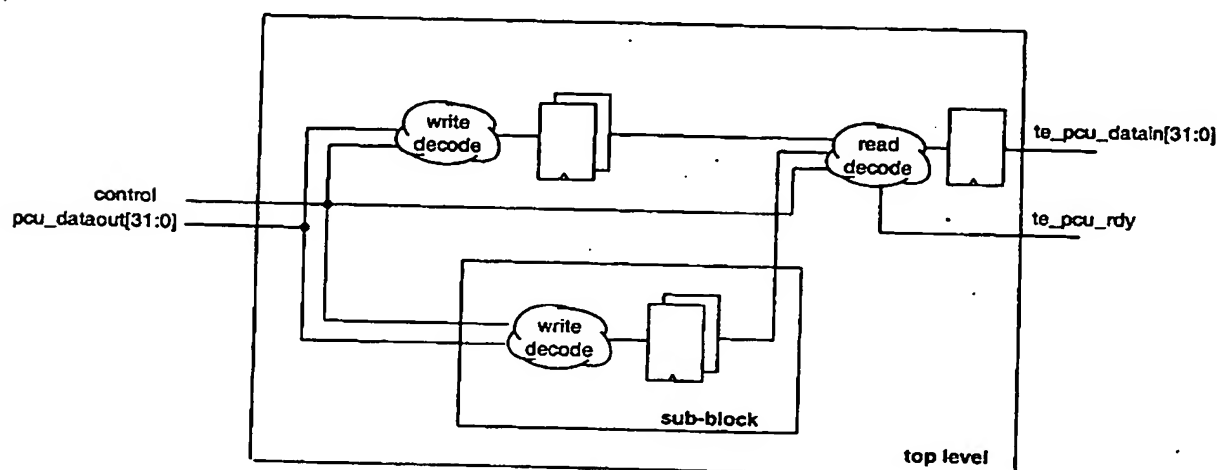 write
decode
read
decode
te_pcu_datain[31:0]
control
pcu_dataout[31:0]
te_pcu_rdy
write
decode
sub-block
top level